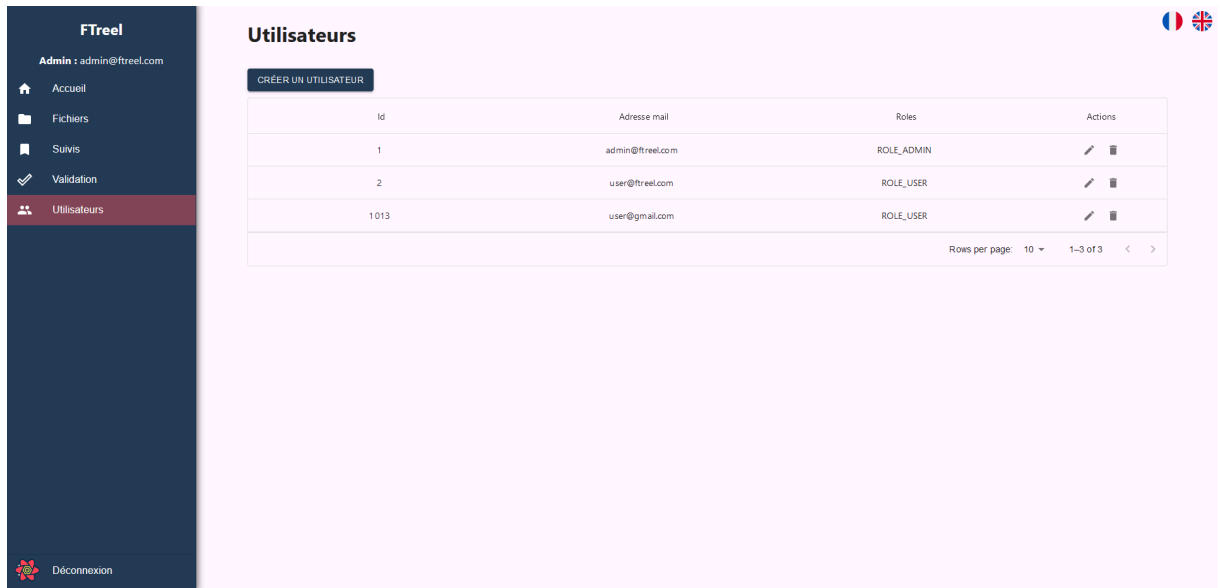 FTreel
Admin : admin@ftreel.com
Accueil
Fichiers
Suivis
Validation
Utilisateurs
Déconnexion
Utilisateurs
CRÉER UN UTILISATEUR
Id Adresse mail Roles Actions
1 admin@ftreel.com ROLE_ADMIN
2 user@ftreel.com ROLE_USER
1 013 user@gmail.com ROLE_USER
Rows per page: 10 1–3 of 3